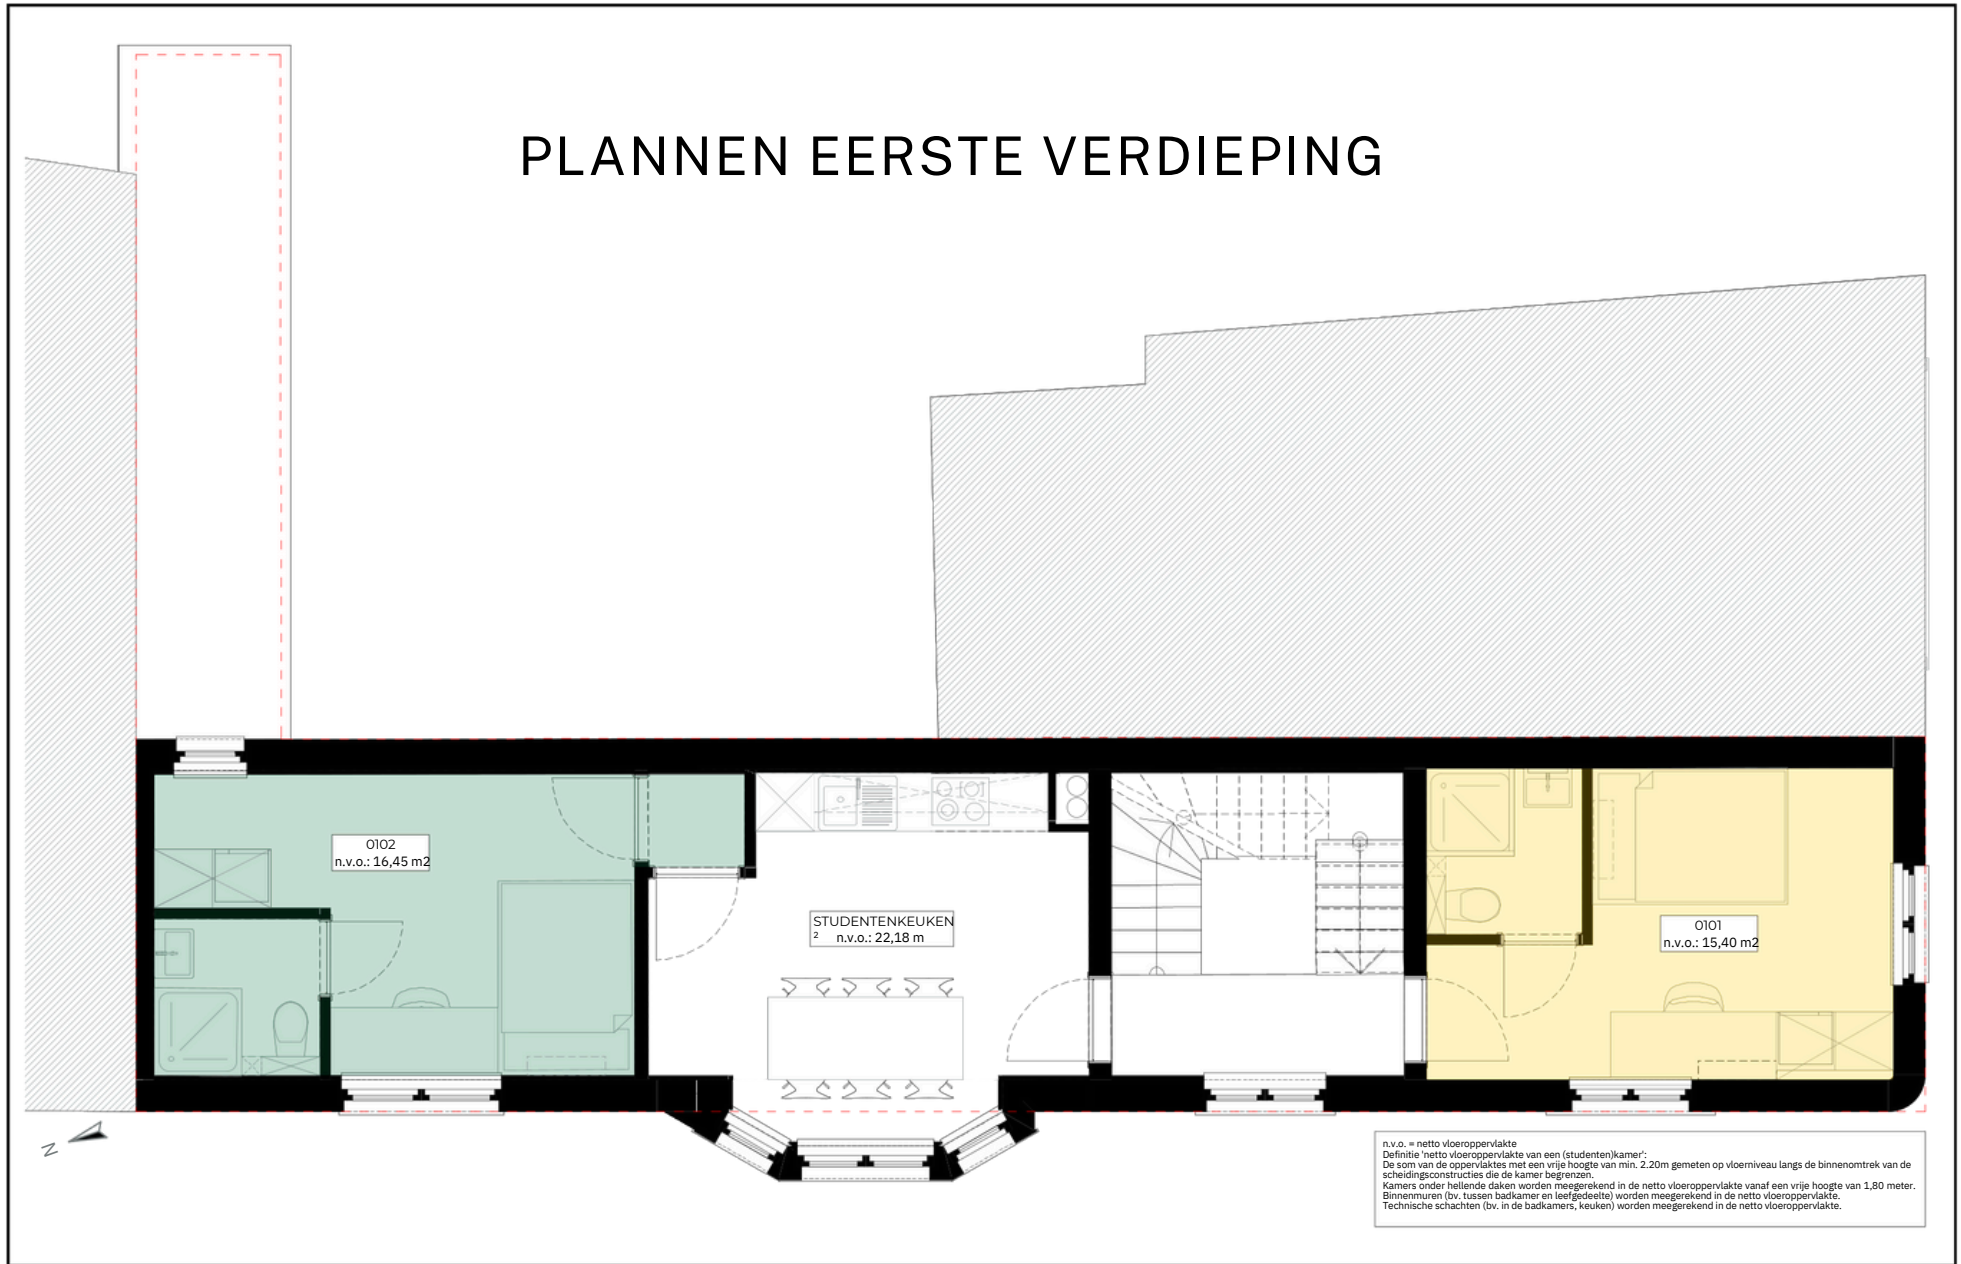 PLANNEN EERSTE VERDIEPING
0102
n.v.o.: 16,45 m2
STUDENTENKEUKEN
2 n.v.o.: 22,18 m
0101
n.v.o.: 15,40 m2
N
n.v.o. = netto vloeroppervlakte
Definitie 'netto vloeroppervlakte van een (studenten)kamer':
De som van de oppervlaktes met een vrije hoogte van min. 2.20m gemeten op vloerniveau langs de binnenomtrek van de
scheidingsconstructies die de kamer begrenzen.
Kamers onder hellende daken worden meegerekend in de netto vloeroppervlakte vanaf een vrije hoogte van 1,80 meter.
Binnenmuren (bv. tussen badkamer en leefgedeelte) worden meegerekend in de netto vloeroppervlakte.
Technische schachten (bv. in de badkamers, keuken) worden meegerekend in de netto vloeroppervlakte.